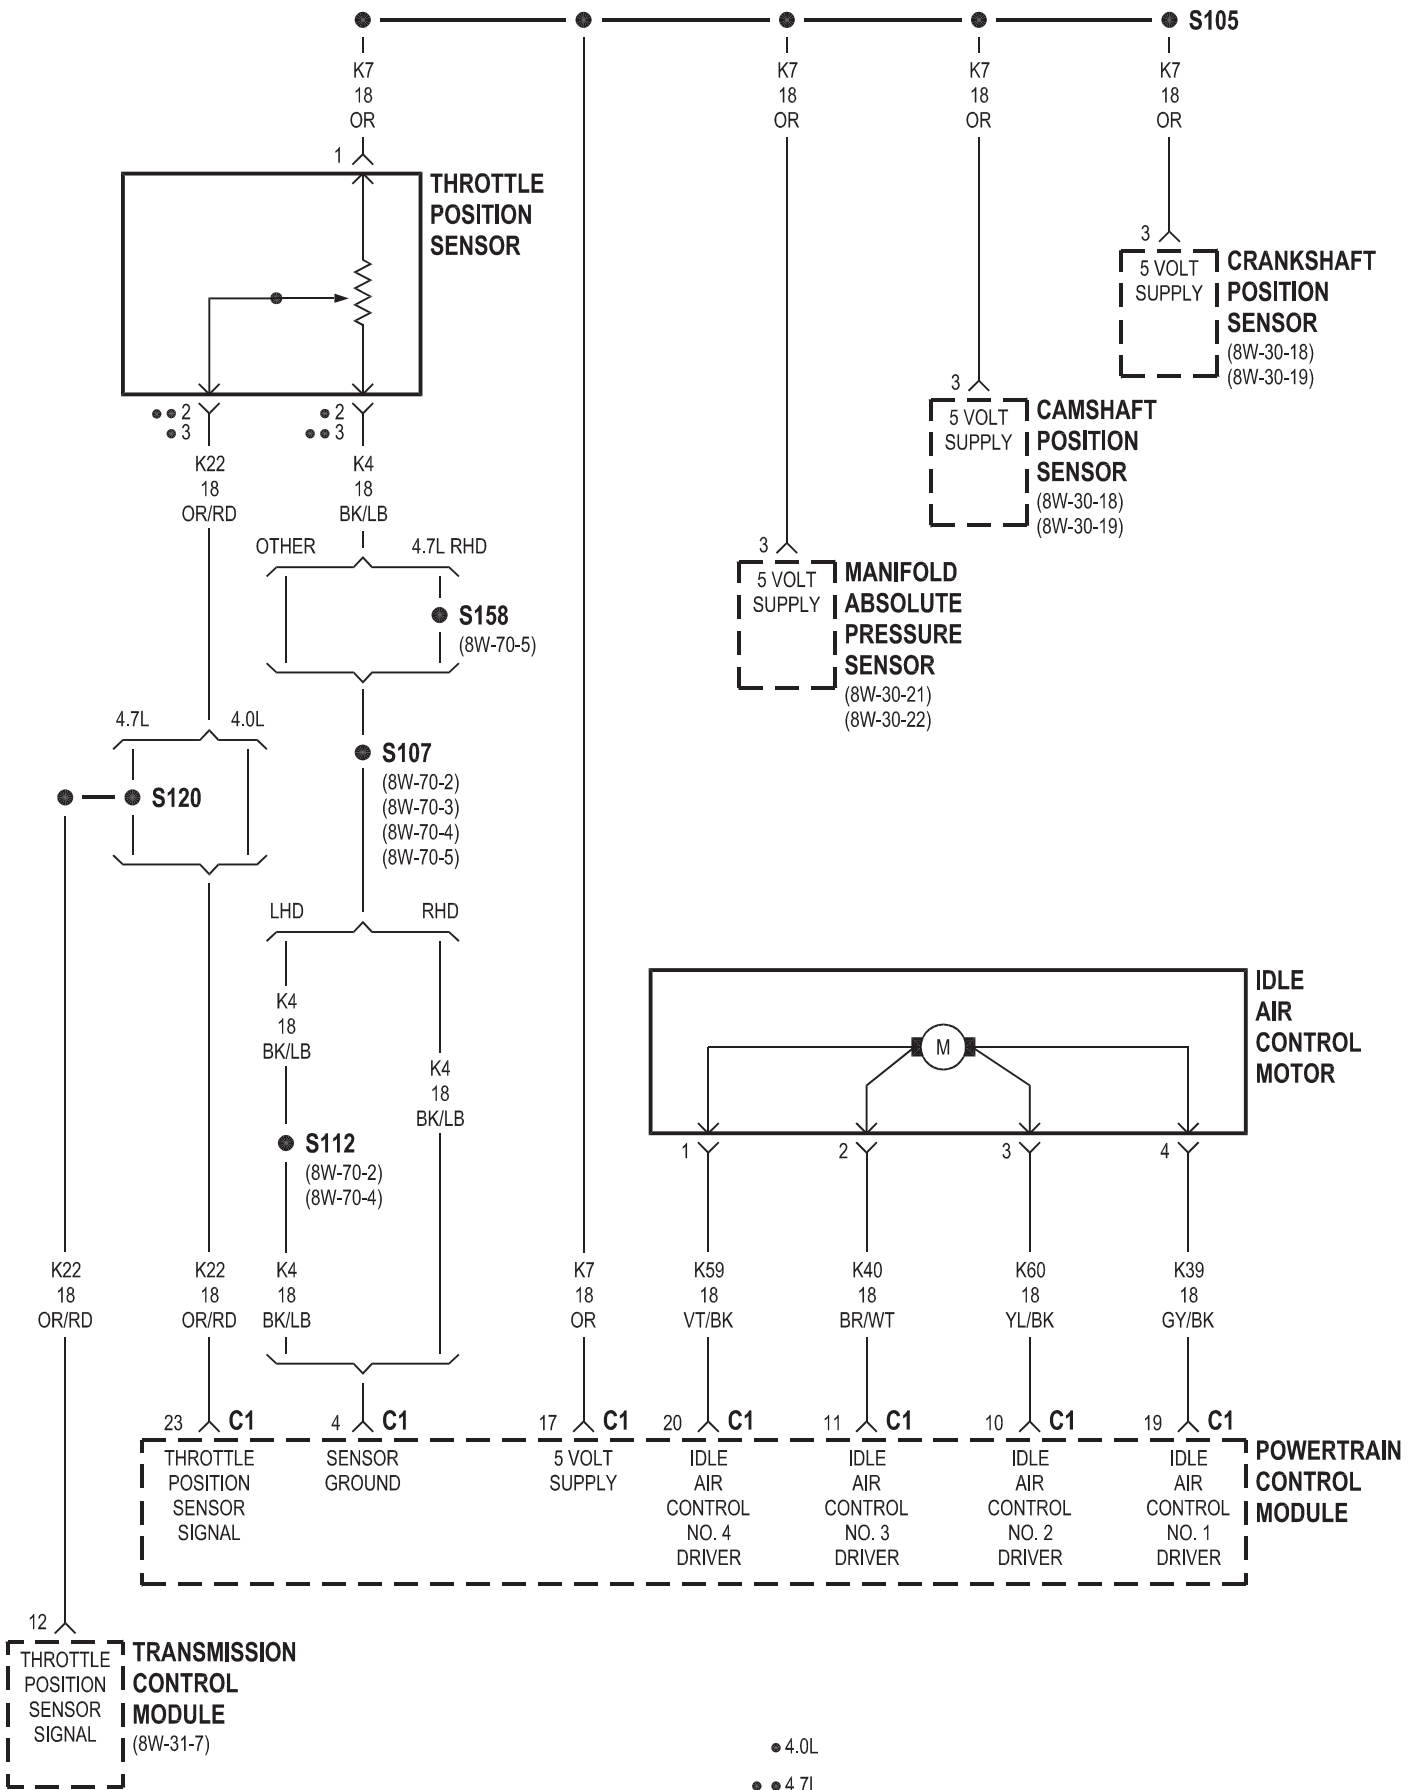 S105
K7
18
OR
K7
18
OR
K7
18
OR
K7
18
OR
1
THROTTLE
POSITION
SENSOR
3
5 VOLT
SUPPLY
CRANKSHAFT
POSITION
SENSOR
(8W-30-18)
(8W-30-19)
3
5 VOLT
SUPPLY
CAMSHAFT
POSITION
SENSOR
(8W-30-18)
(8W-30-19)
3
5 VOLT
SUPPLY
MANIFOLD
ABSOLUTE
PRESSURE
SENSOR
(8W-30-21)
(8W-30-22)
2
3
K22
18
OR/RD
2
3
K4
18
BK/LB
OTHER
4.7L RHD
S158
(8W-70-5)
4.7L
4.0L
S120
S107
(8W-70-2)
(8W-70-3)
(8W-70-4)
(8W-70-5)
LHD
RHD
K4
18
BK/LB
K4
18
BK/LB
S112
(8W-70-2)
(8W-70-4)
IDLE
AIR
CONTROL
MOTOR
M
1
2
3
4
K22
18
OR/RD
K22
18
OR/RD
K4
18
BK/LB
K7
18
OR
K59
18
VT/BK
K40
18
BR/WT
K60
18
YL/BK
K39
18
GY/BK
23 C1
4 C1
17 C1
20 C1
11 C1
10 C1
19 C1
THROTTLE
POSITION
SENSOR
SIGNAL
SENSOR
GROUND
5 VOLT
SUPPLY
IDLE
AIR
CONTROL
NO. 4
DRIVER
IDLE
AIR
CONTROL
NO. 3
DRIVER
IDLE
AIR
CONTROL
NO. 2
DRIVER
IDLE
AIR
CONTROL
NO. 1
DRIVER
POWERTRAIN
CONTROL
MODULE
12
THROTTLE
POSITION
SENSOR
SIGNAL
TRANSMISSION
CONTROL
MODULE
(8W-31-7)
4.0L
4.7L